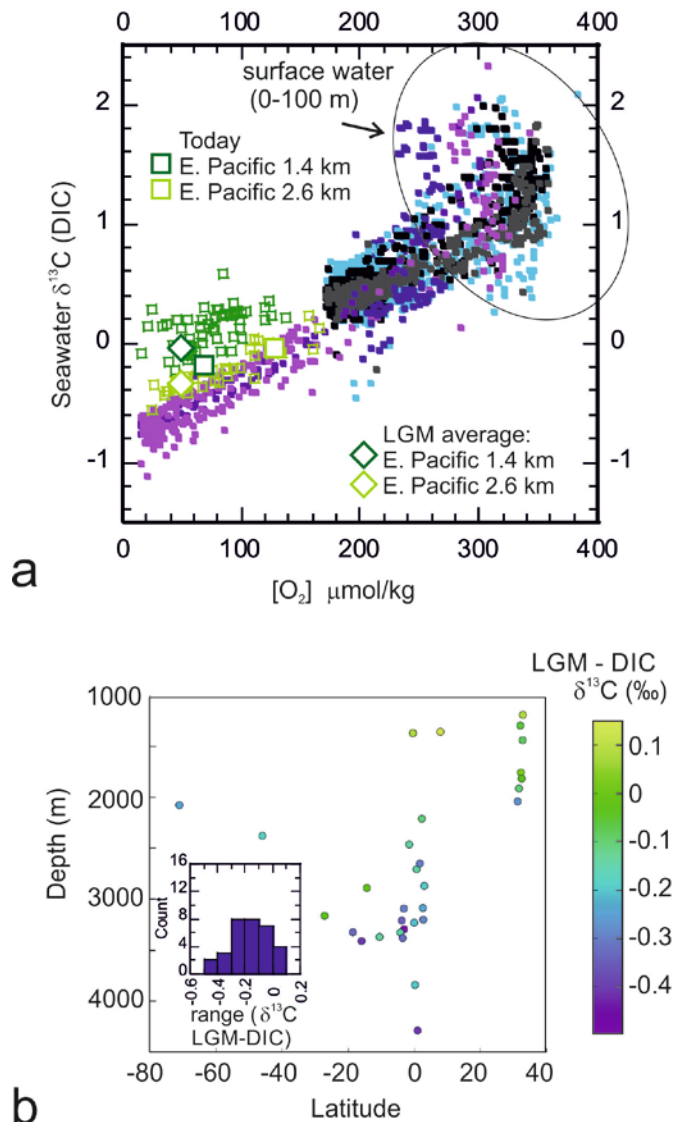 0 100 200 300 400
surface water
(0-100 m)
Today
E. Pacific 1.4 km
E. Pacific 2.6 km
2
1
0
-1
2
1
0
-1
Seawater δ¹³C (DIC)
LGM average:
E. Pacific 1.4 km
E. Pacific 2.6 km
0 100 200 300 400
[O₂] μmol/kg
a
LGM - DIC
δ¹³C (‰)
1000
2000
3000
4000
Depth (m)
0.1
0
-0.1
-0.2
-0.3
-0.4
16
12
8
4
0
Count
-0.6 -0.4 -0.2 0 0.2
range (δ¹³C
LGM-DIC)
-80 -60 -40 -20 0 20 40
Latitude
b